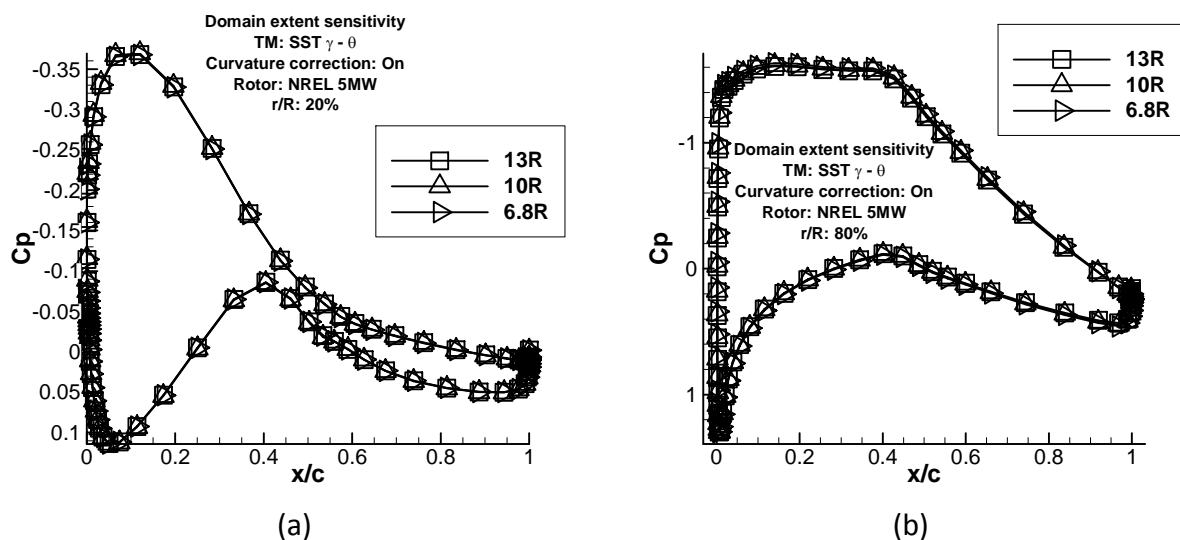 Domain extent sensitivity
TM: SST γ - θ
Curvature correction: On
Rotor: NREL 5MW
r/R: 20%
13R
10R
6.8R
Cp
-0.35
-0.3
-0.25
-0.2
-0.15
-0.1
-0.05
0
0.05
0.1
0 0.2 0.4 0.6 0.8 1
x/c
(a)
13R
10R
6.8R
Domain extent sensitivity
TM: SST γ - θ
Curvature correction: On
Rotor: NREL 5MW
r/R: 80%
Cp
-1
0
1
0 0.2 0.4 0.6 0.8 1
x/c
(b)